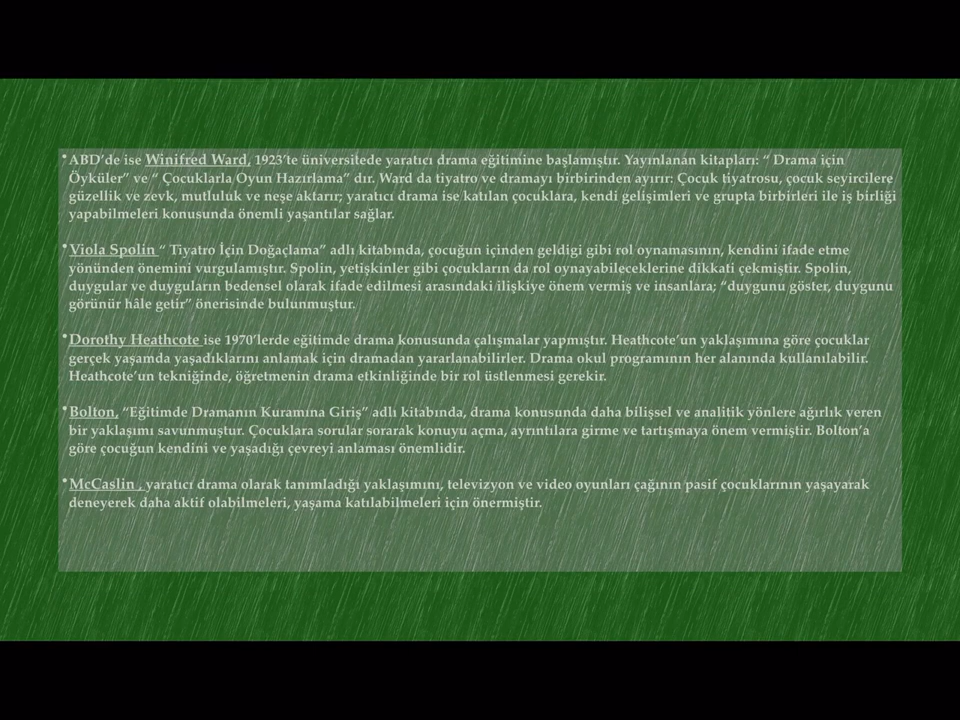 •ABD’de ise Winifred Ward, 1923’te üniversitede yaratıcı drama eğitimine başlamıştır. Yayınlanan kitapları: “ Drama için
Öyküler” ve “ Çocuklarla Oyun Hazırlama” dır. Ward da tiyatro ve dramayı birbirinden ayırır: Çocuk tiyatrosu, çocuk seyircilere
güzellik ve zevk, mutluluk ve neşe aktarır; yaratıcı drama ise katılan çocuklara, kendi gelişimleri ve grupta birbirleri ile iş birliği
yapabilmeleri konusunda önemli yaşantılar sağlar.
•Viola Spolin “ Tiyatro İçin Doğaçlama” adlı kitabında, çocuğun içinden geldigi gibi rol oynamasının, kendini ifade etme
yönünden önemini vurgulamıştır. Spolin, yetişkinler gibi çocukların da rol oynayabileceklerine dikkati çekmiştir. Spolin,
duygular ve duyguların bedensel olarak ifade edilmesi arasındaki ilişkiye önem vermiş ve insanlara; “duygunu göster, duygunu
görünür hâle getir” önerisinde bulunmuştur.
•Dorothy Heathcote ise 1970’lerde eğitimde drama konusunda çalışmalar yapmıştır. Heathcote’un yaklaşımına göre çocuklar
gerçek yaşamda yaşadıklarını anlamak için dramadan yararlanabilirler. Drama okul programının her alanında kullanılabilir.
Heathcote’un tekniğinde, öğretmenin drama etkinliğinde bir rol üstlenmesi gerekir.
•Bolton, “Eğitimde Dramanın Kuramına Giriş” adlı kitabında, drama konusunda daha bilişsel ve analitik yönlere ağırlık veren
bir yaklaşımı savunmuştur. Çocuklara sorular sorarak konuyu açma, ayrıntılara girme ve tartışmaya önem vermiştir. Bolton’a
göre çocuğun kendini ve yaşadığı çevreyi anlaması önemlidir.
•McCaslin , yaratıcı drama olarak tanımladığı yaklaşımını, televizyon ve video oyunları çağının pasif çocuklarının yaşayarak
deneyerek daha aktif olabilmeleri, yaşama katılabilmeleri için önermiştir.